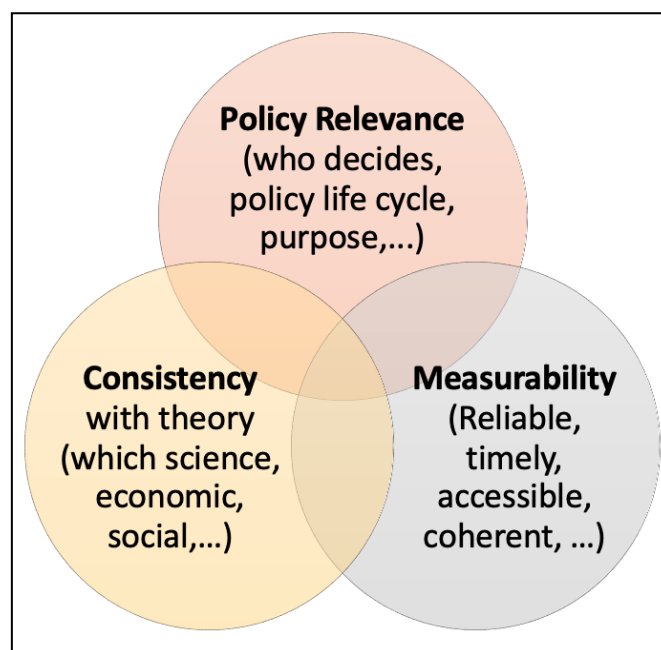 Policy Relevance
(who decides,
policy life cycle,
purpose,...)
Consistency
with theory
(which science,
economic,
social,...)
Measurability
(Reliable,
timely,
accessible,
coherent, ...)